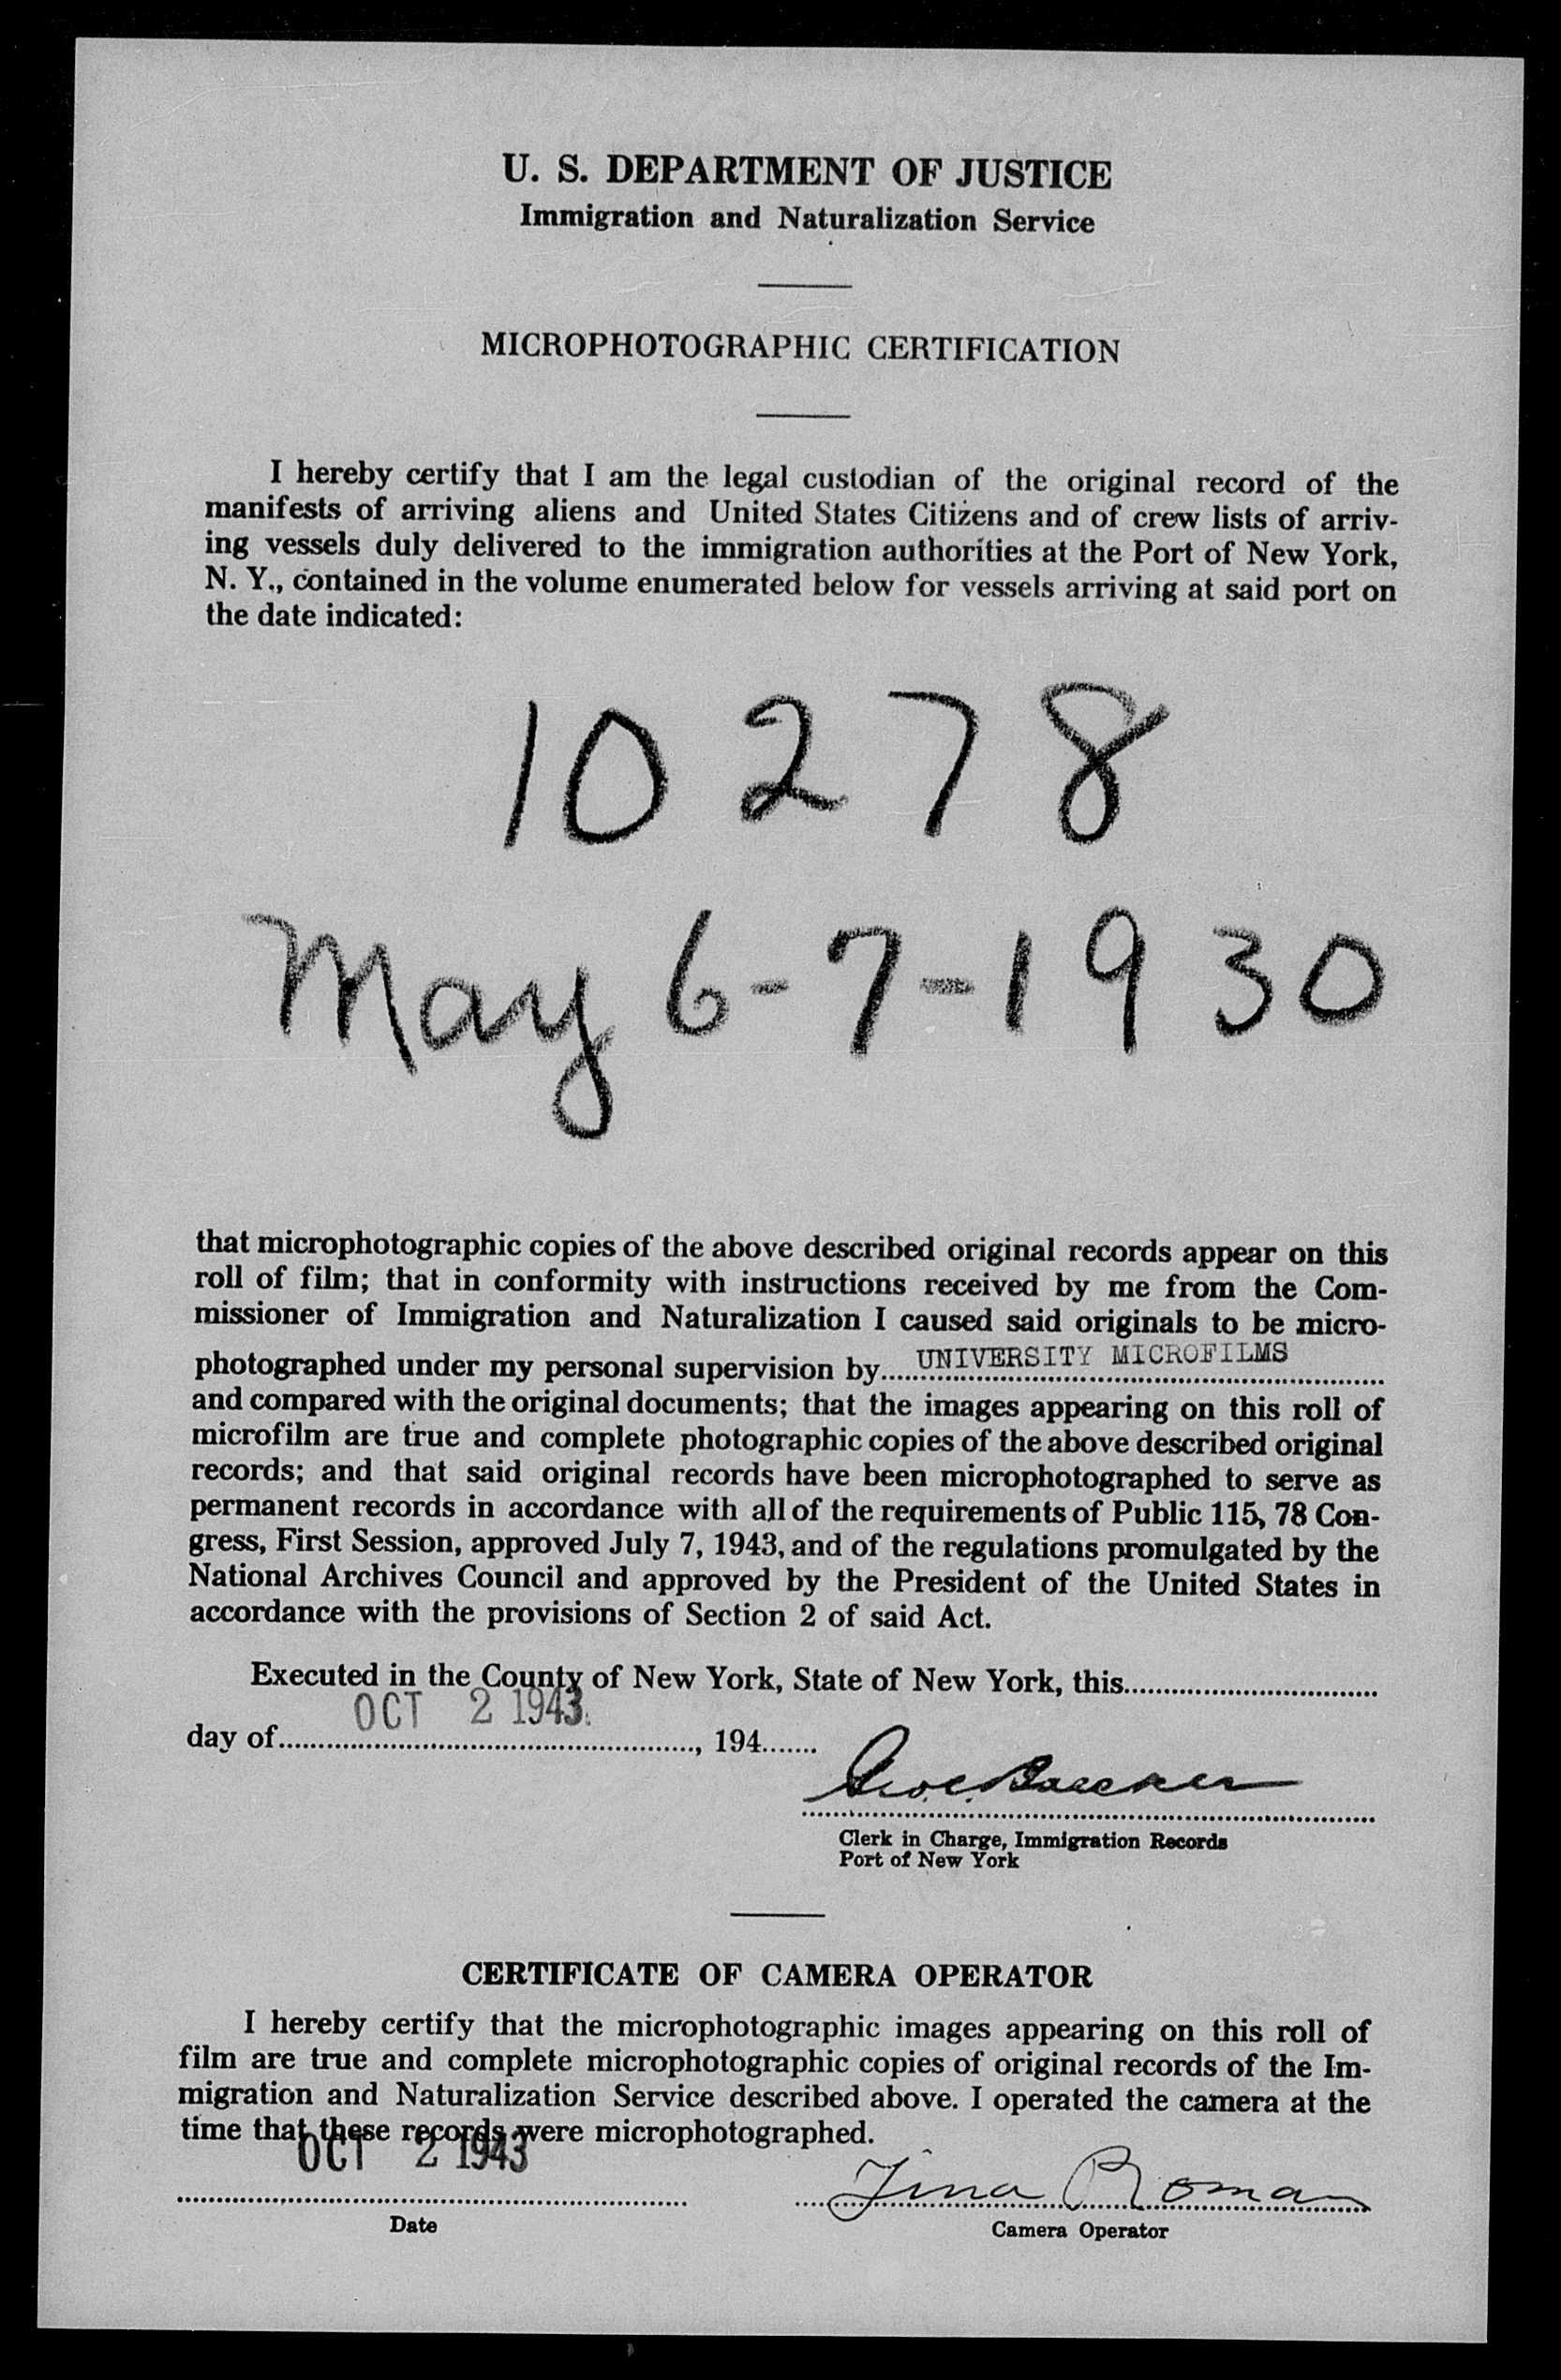 U. S. DEPARTMENT OF JUSTICE
Immigration and Naturalization Service
MICROPHOTOGRAPHIC CERTIFICATION
I hereby certify that I am the legal custodian of the original record of the
manifests of arriving aliens and United States Citizens and of crew lists of arriv-
ing vessels duly delivered to the immigration authorities at the Port of New York,
N. Y., contained in the volume enumerated below for vessels arriving at said port on
the date indicated:
10278
May 6-7-1930
that microphotographic copies of the above described original records appear on this
roll of film; that in conformity with instructions received by me from the Com-
missioner of Immigration and Naturalization I caused said originals to be micro-
photographed under my personal supervision by UNIVERSITY MICROFILMS
and compared with the original documents; that the images appearing on this roll of
microfilm are true and complete photographic copies of the above described original
records; and that said original records have been microphotographed to serve as
permanent records in accordance with all of the requirements of Public 115, 78 Con-
gress, First Session, approved July 7, 1943, and of the regulations promulgated by the
National Archives Council and approved by the President of the United States in
accordance with the provisions of Section 2 of said Act.
Executed in the County of New York, State of New York, this
OCT 2 1943
day of , 194
Clerk in Charge, Immigration Records
Port of New York
CERTIFICATE OF CAMERA OPERATOR
I hereby certify that the microphotographic images appearing on this roll of
film are true and complete microphotographic copies of original records of the Im-
migration and Naturalization Service described above. I operated the camera at the
time that these records were microphotographed.
OCT 2 1943
Tina Roman
Date
Camera Operator